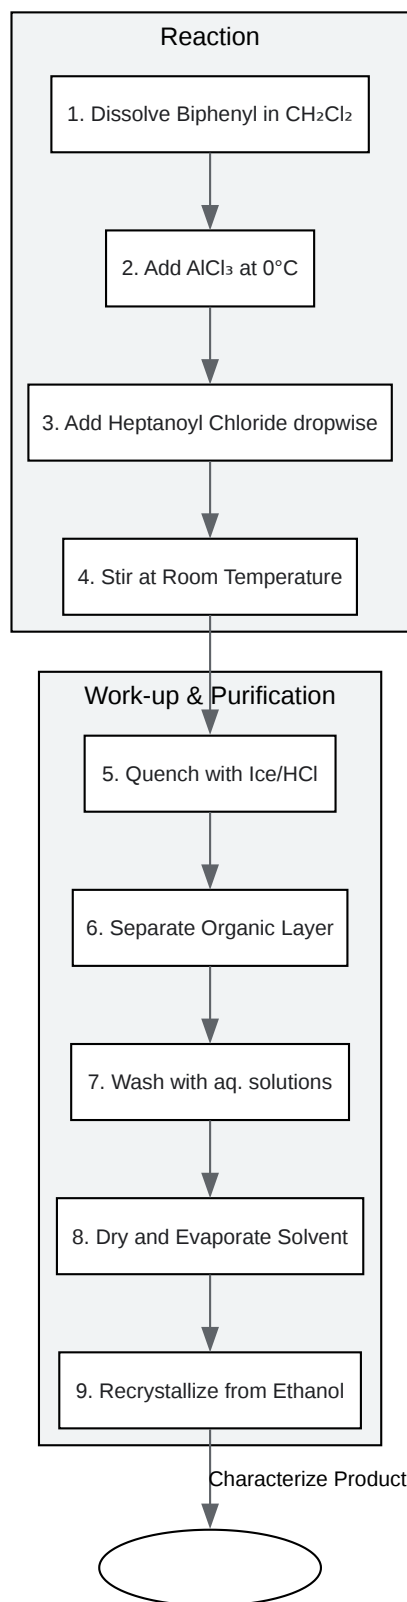 Reaction
1. Dissolve Biphenyl in CH₂Cl₂
2. Add AlCl₃ at 0°C
3. Add Heptanoyl Chloride dropwise
4. Stir at Room Temperature
Work-up & Purification
5. Quench with Ice/HCl
6. Separate Organic Layer
7. Wash with aq. solutions
8. Dry and Evaporate Solvent
9. Recrystallize from Ethanol
Characterize Product